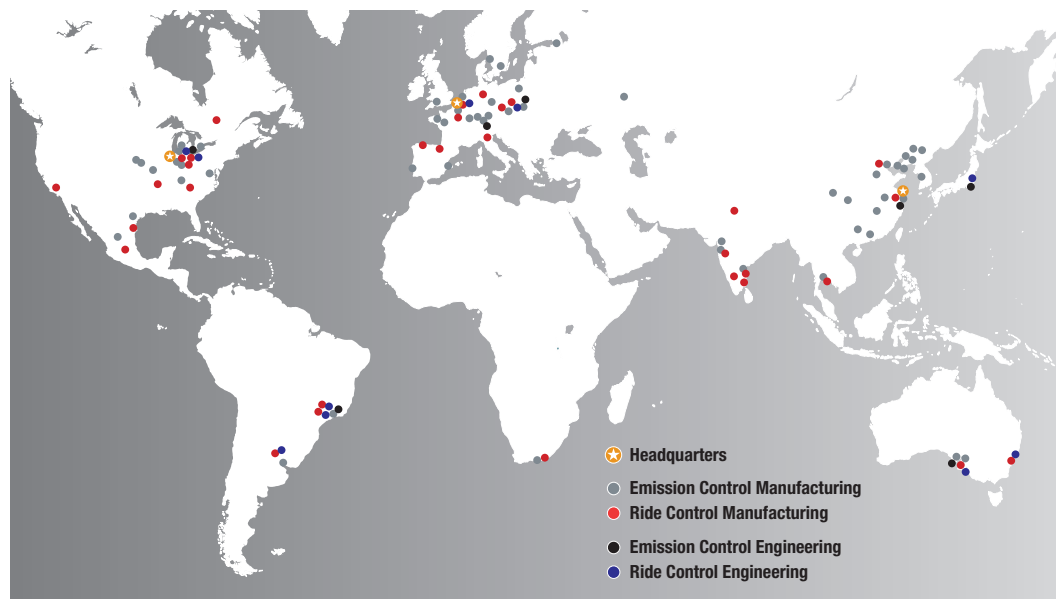 Headquarters
Emission Control Manufacturing
Ride Control Manufacturing
Emission Control Engineering
Ride Control Engineering